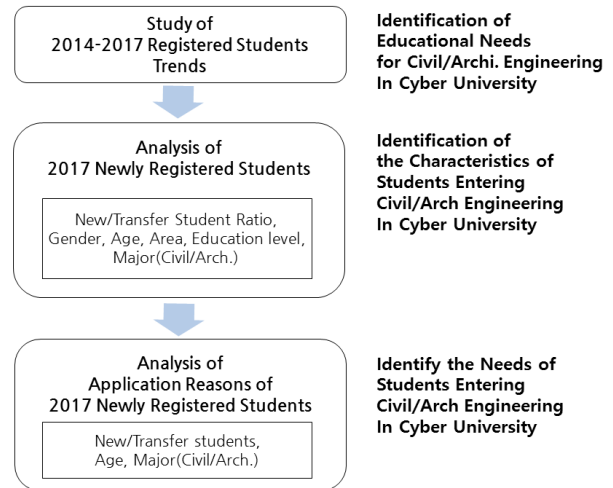 Study of
2014-2017 Registered Students
Trends
Identification of
Educational Needs
for Civil/Archi. Engineering
In Cyber University
Analysis of
2017 Newly Registered Students
New/Transfer Student Ratio,
Gender, Age, Area, Education level,
Major(Civil/Arch.)
Identification of
the Characteristics of
Students Entering
Civil/Arch Engineering
In Cyber University
Analysis of
Application Reasons of
2017 Newly Registered Students
New/Transfer students,
Age, Major(Civil/Arch.)
Identify the Needs of
Students Entering
Civil/Arch Engineering
In Cyber University